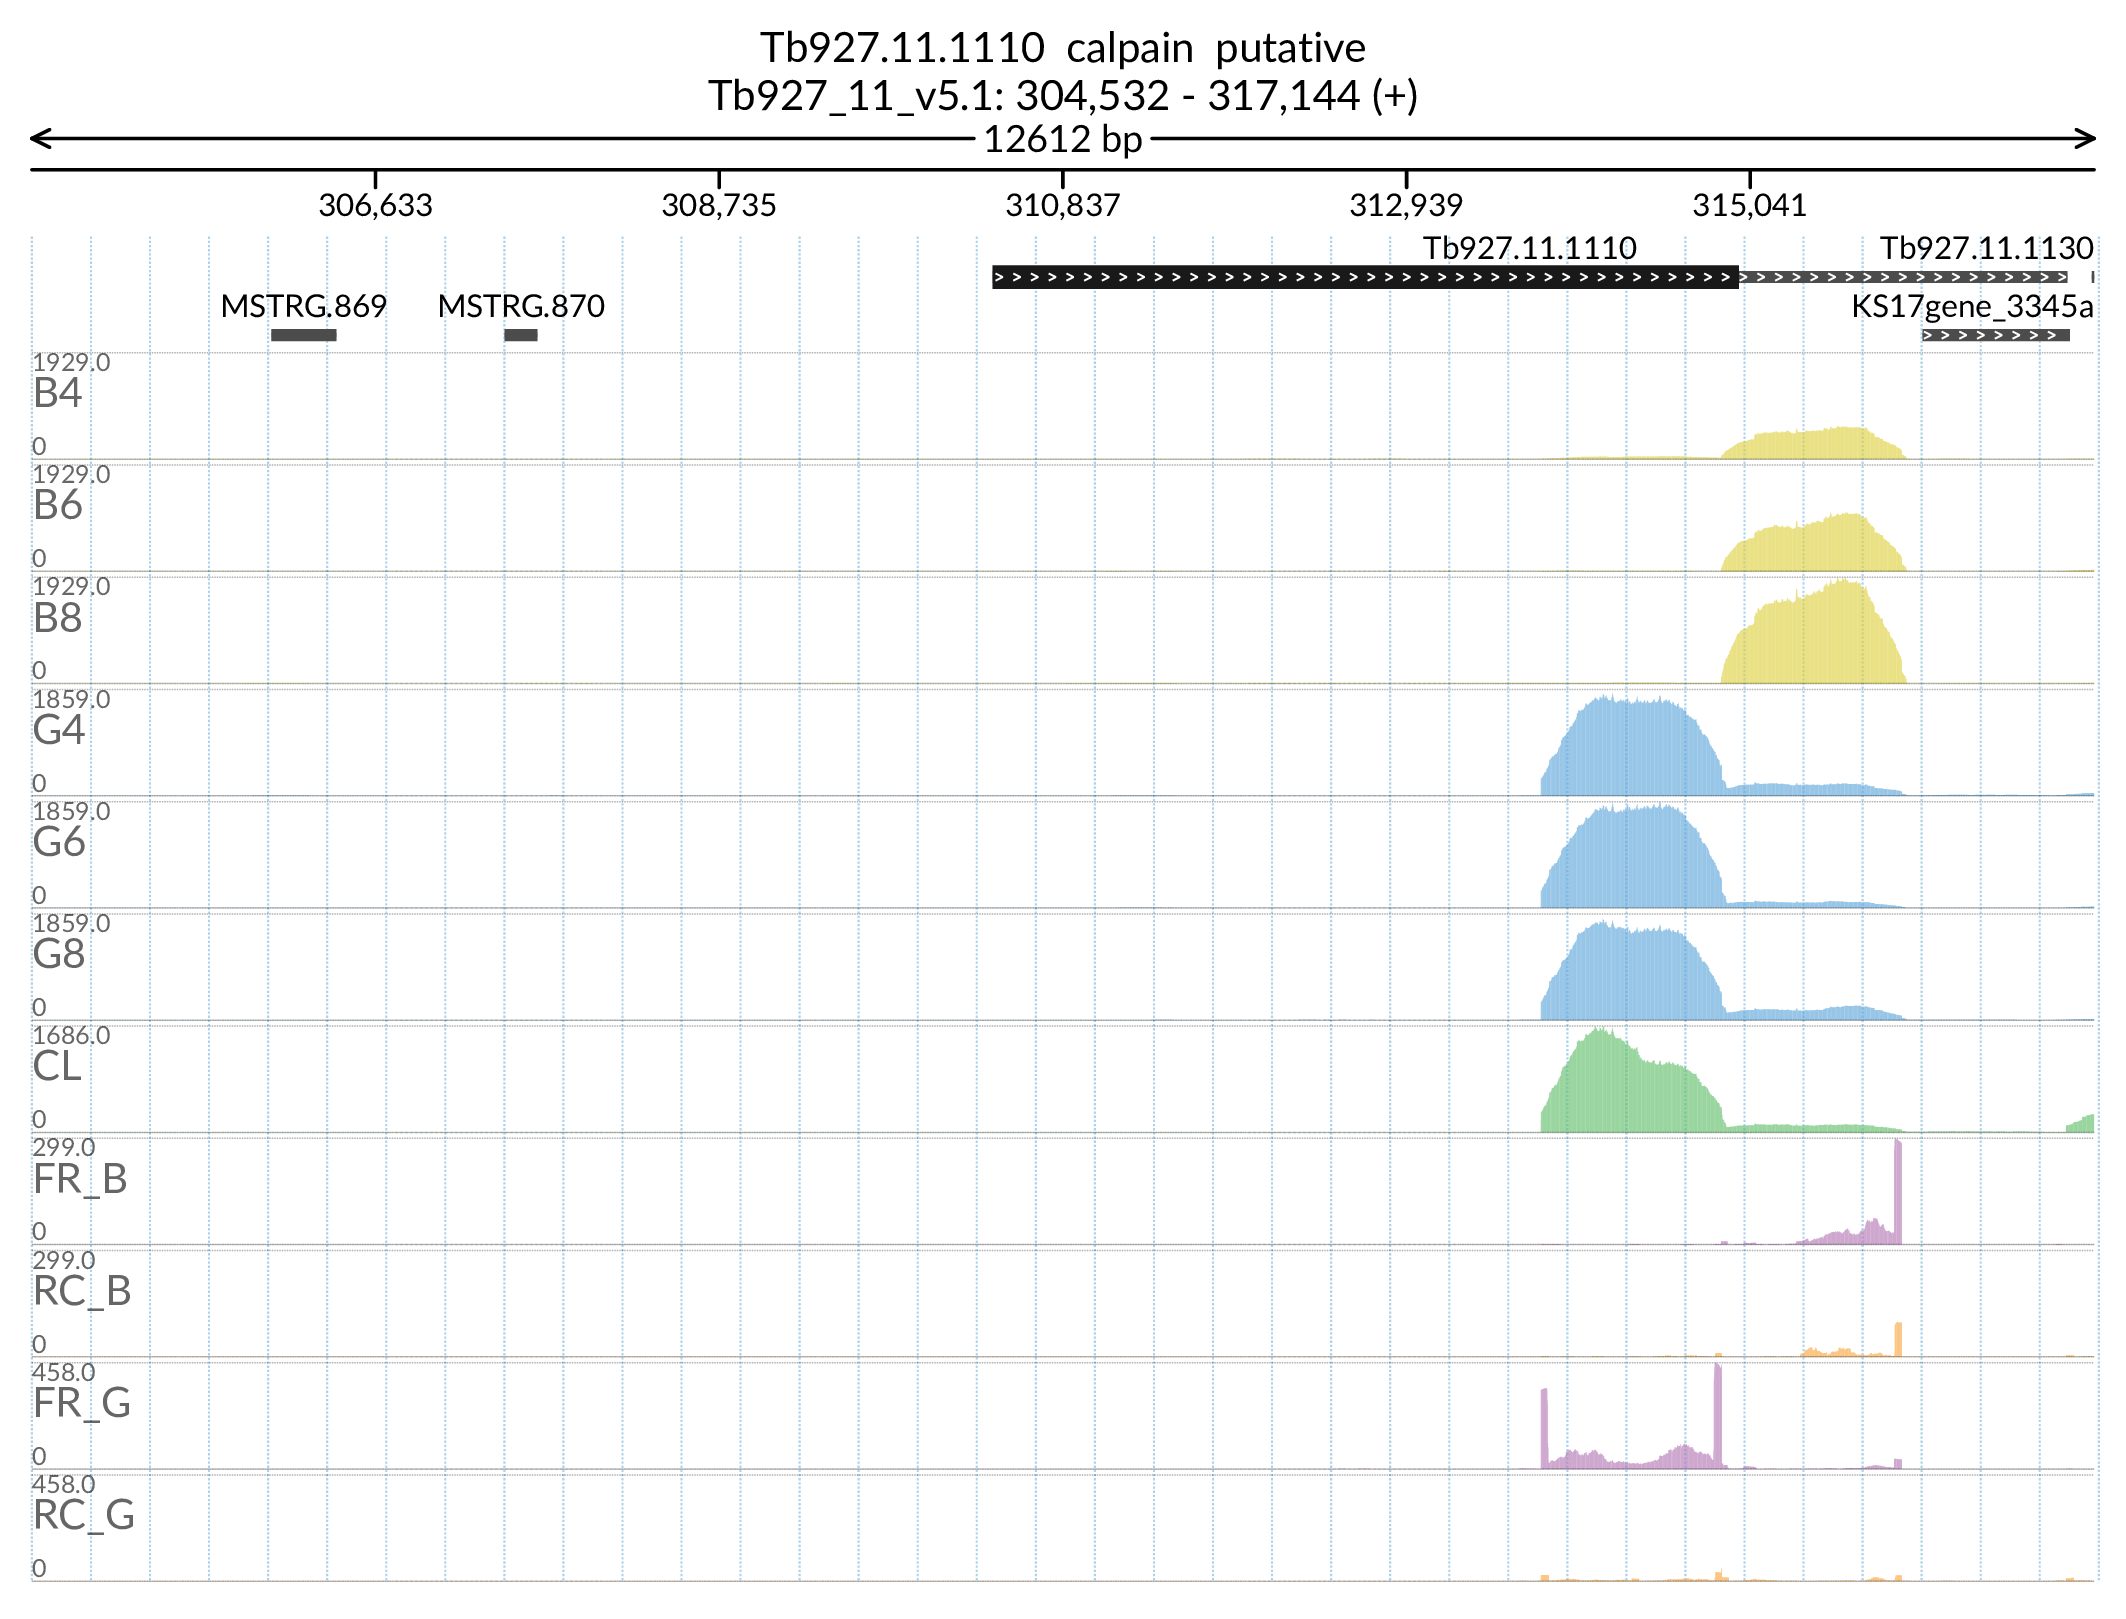 Tb927.11.1110 calpain putative
Tb927_11_v5.1: 304,532 - 317,144 (+)
12612 bp
306,633 308,735 310,837 312,939 315,041
Tb927.11.1110 Tb927.11.1130
MSTRG.869 MSTRG.870 KS17gene_3345a
1929.0
B4
0
1929.0
B6
0
1929.0
B8
0
1859.0
G4
0
1859.0
G6
0
1859.0
G8
0
1686.0
CL
0
299.0
FR_B
0
299.0
RC_B
0
458.0
FR_G
0
458.0
RC_G
0